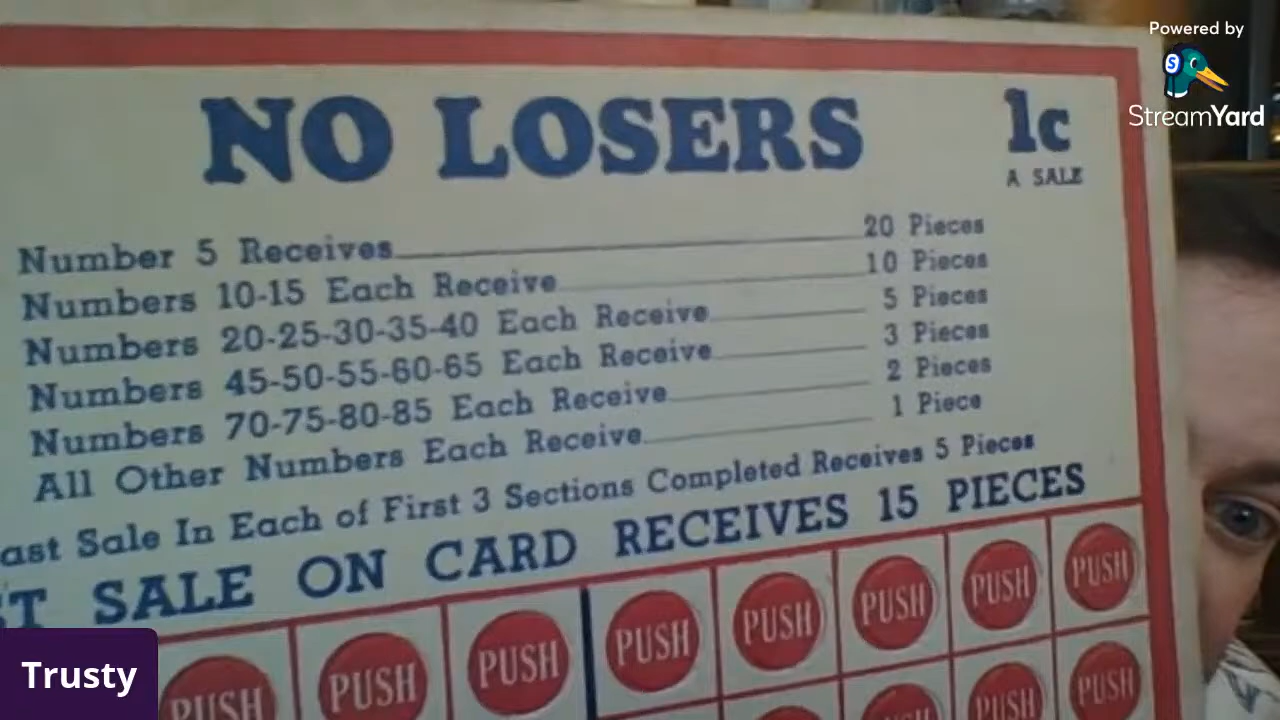 Powered by
StreamYard
NO LOSERS
1c
A SALE
Number 5 Receives 20 Pieces
Numbers 10-15 Each Receive 10 Pieces
Numbers 20-25-30-35-40 Each Receive 5 Pieces
Numbers 45-50-55-60-65 Each Receive 3 Pieces
Numbers 70-75-80-85 Each Receive 2 Pieces
All Other Numbers Each Receive 1 Piece
ast Sale In Each of First 3 Sections Completed Receives 5 Pieces
ST SALE ON CARD RECEIVES 15 PIECES
PUSH PUSH PUSH PUSH PUSH PUSH PUSH PUSH
PUSH PUSH PUSH
Trusty